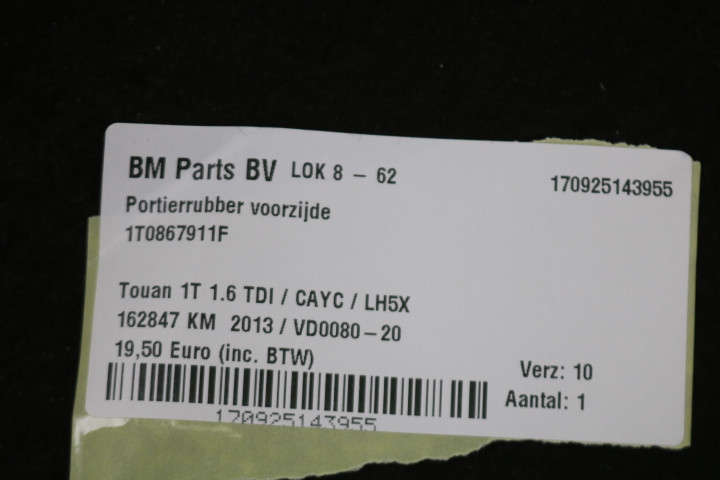 BM Parts BV LOK 8 - 62
170925143955
Portierrubber voorzijde
1T0867911F
Touan 1T 1.6 TDI / CAYC / LH5X
162847 KM 2013 / VD0080-20
19,50 Euro (inc. BTW)
Verz: 10
Aantal: 1
170925143955